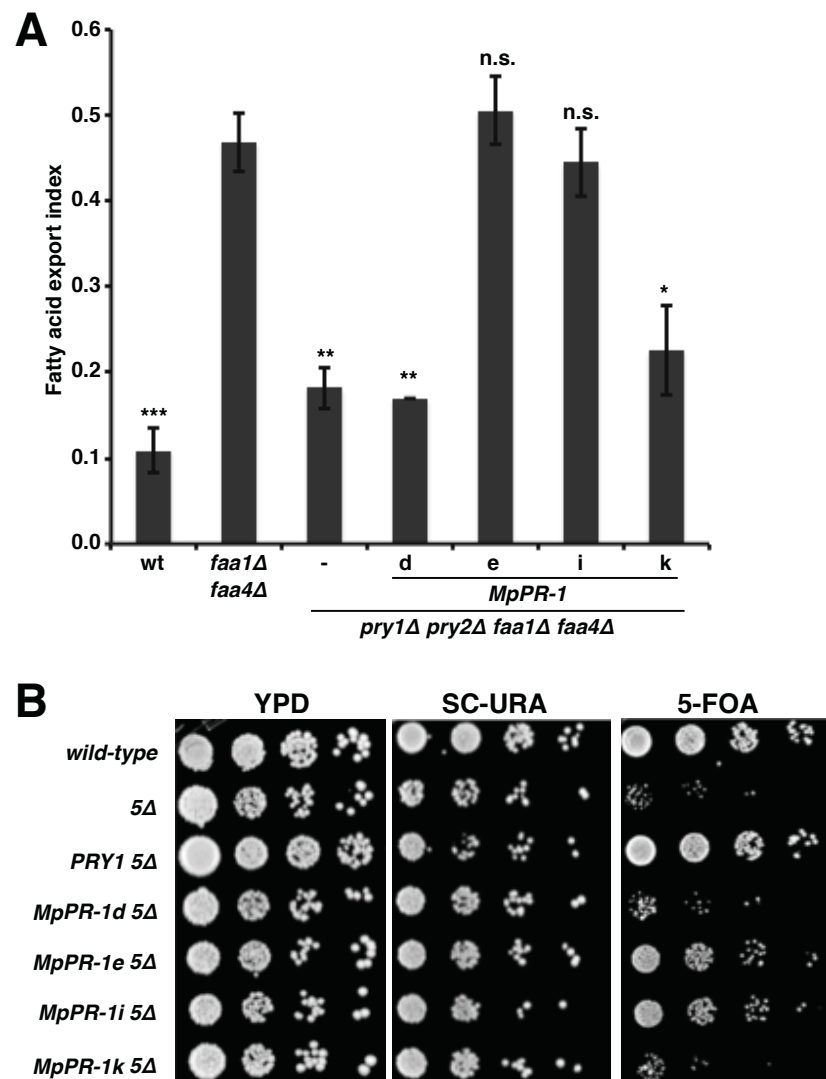 A
Fatty acid export index
0.6
0.5
0.4
0.3
0.2
0.1
0.0
***
**
**
n.s.
n.s.
*
wt
faa1Δ
faa4Δ
-
d
e
i
k
MpPR-1
pry1Δ pry2Δ faa1Δ faa4Δ
B
YPD
SC-URA
5-FOA
wild-type
5Δ
PRY1 5Δ
MpPR-1d 5Δ
MpPR-1e 5Δ
MpPR-1i 5Δ
MpPR-1k 5Δ